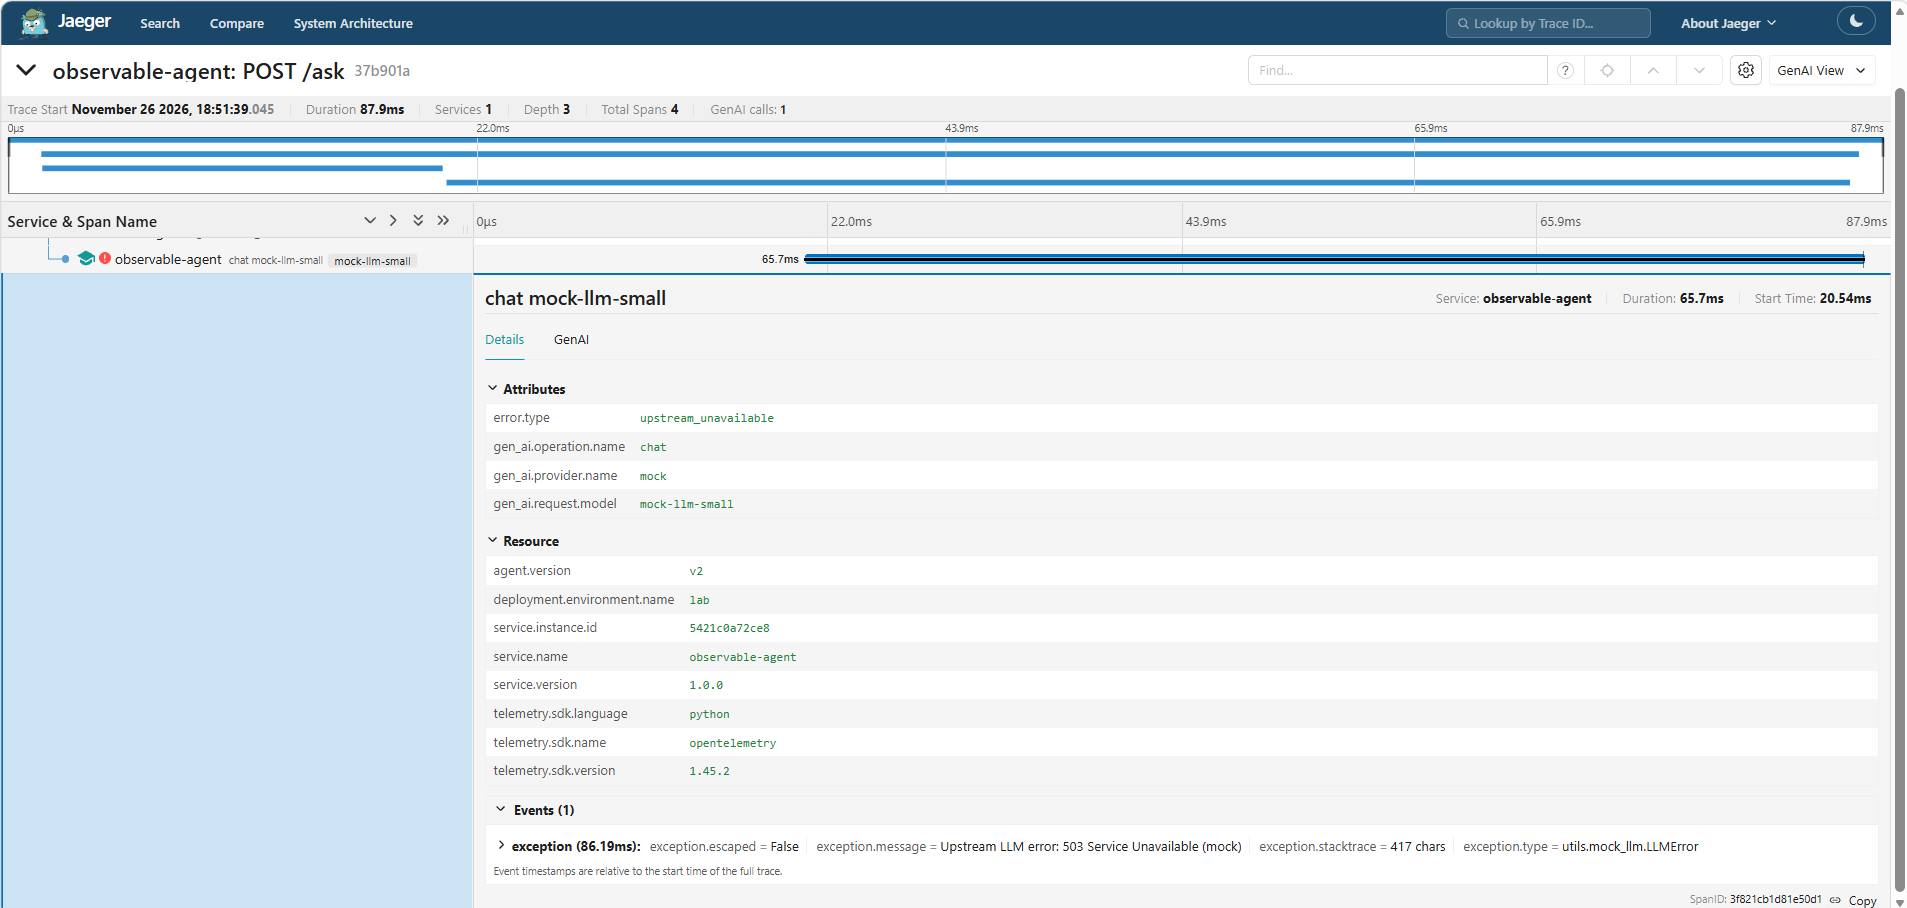 Jaeger Search Compare System Architecture Lookup by Trace ID... About Jaeger
observable-agent: POST /ask 37b901a Find... ? GenAI View
Trace Start November 26 2026, 18:51:39.045 Duration 87.9ms Services 1 Depth 3 Total Spans 4 GenAI calls: 1
0μs 22.0ms 43.9ms 65.9ms 87.9ms
Service & Span Name 0μs 22.0ms 43.9ms 65.9ms 87.9ms
observable-agent chat mock-llm-small mock-llm-small 65.7ms
chat mock-llm-small Service: observable-agent Duration: 65.7ms Start Time: 20.54ms
Details GenAI
Attributes
error.type upstream_unavailable
gen_ai.operation.name chat
gen_ai.provider.name mock
gen_ai.request.model mock-llm-small
Resource
agent.version v2
deployment.environment.name lab
service.instance.id 5421c0a72ce8
service.name observable-agent
service.version 1.0.0
telemetry.sdk.language python
telemetry.sdk.name opentelemetry
telemetry.sdk.version 1.45.2
Events (1)
exception (86.19ms): exception.escaped = False exception.message = Upstream LLM error: 503 Service Unavailable (mock) exception.stacktrace = 417 chars exception.type = utils.mock_llm.LLMError
Event timestamps are relative to the start time of the full trace.
SpanID: 3f821cb1d81e50d1 Copy